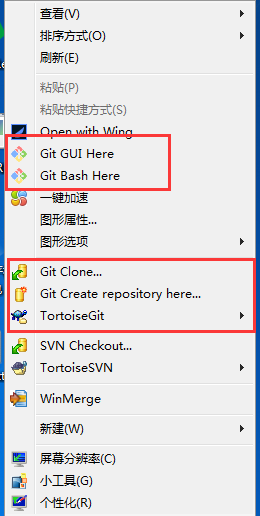 查看(V)
排序方式(O)
刷新(E)
粘贴(P)
粘贴快捷方式(S)
Open with Wing
Git GUI Here
Git Bash Here
一键加速
图形属性...
图形选项
Git Clone...
Git Create repository here...
TortoiseGit
SVN Checkout...
TortoiseSVN
WinMerge
新建(W)
屏幕分辨率(C)
小工具(G)
个性化(R)